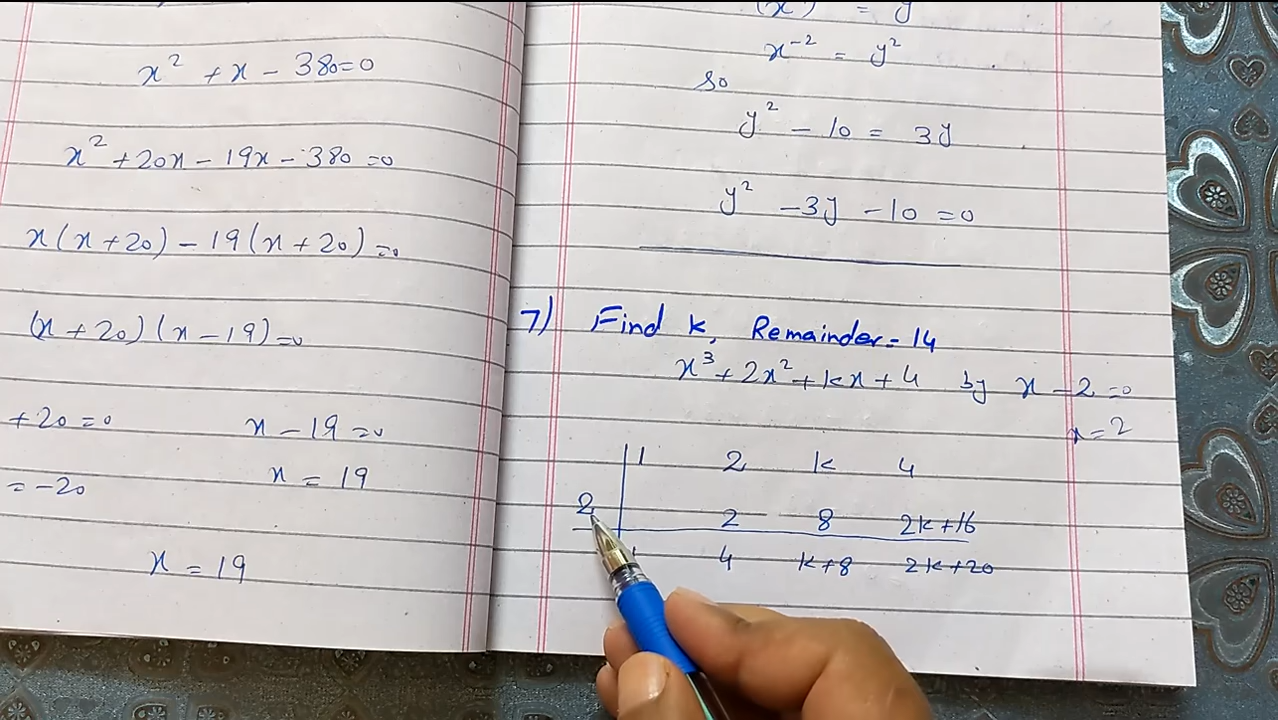 x² + x - 380=0
x² + 20x - 19x - 380 =0
x(x+20) - 19(x+20) =0
(x+20)(x-19)=0
+20=0 x-19=0
=-20 x = 19
x = 19
= y
x⁻² = y²
so
y² - 10 = 3y
y² - 3y - 10 =0
7) Find k, Remainder=14
x³+2x²+kx+4 by x-2=0
x=2
1 2 k 4
2 2 8 2k+16
1 4 k+8 2k+20